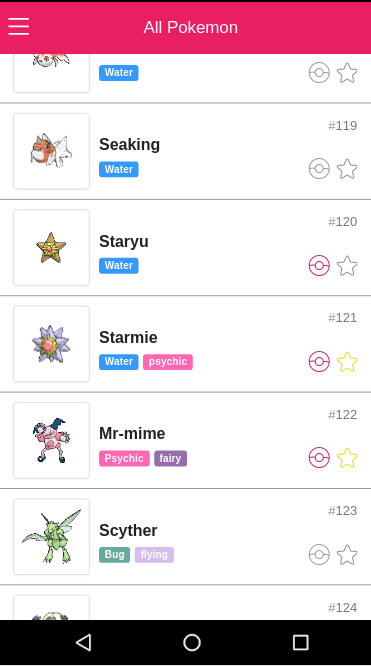 All Pokemon
Water
#119
Seaking
Water
#120
Staryu
Water
#121
Starmie
Water psychic
#122
Mr-mime
Psychic fairy
#123
Scyther
Bug flying
#124